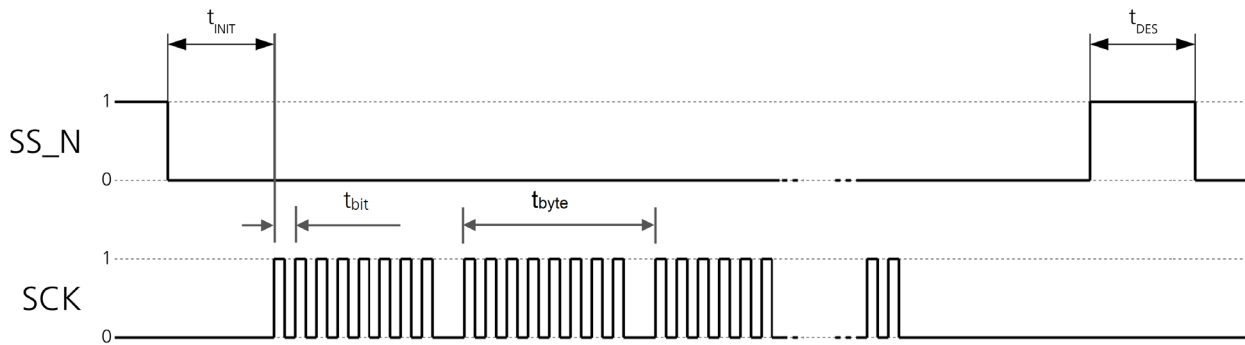 tINIT
tDES
1
SS_N
0
tbit
tbyte
1
SCK
0